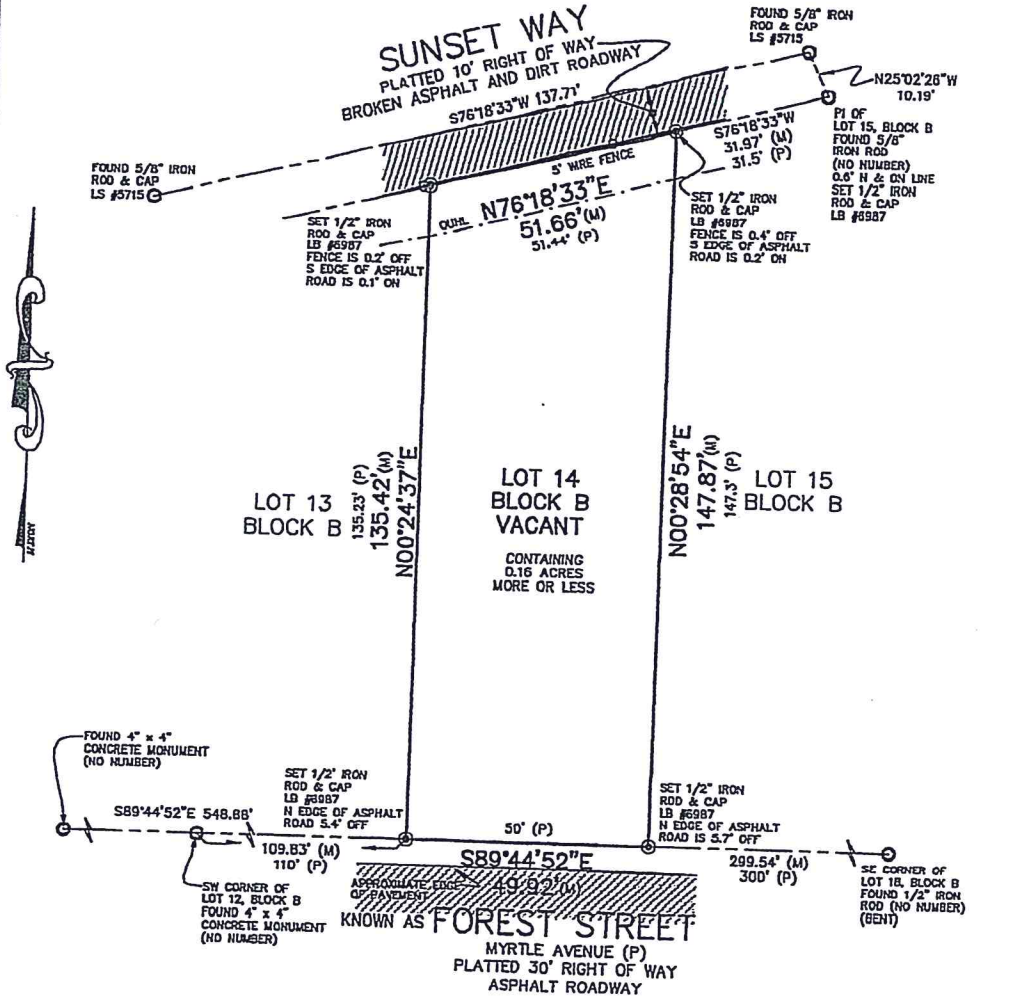 SUNSET WAY
PLATTED 10' RIGHT OF WAY
BROKEN ASPHALT AND DIRT ROADWAY
S76°18'33"W 137.71'
FOUND 5/8" IRON
ROD & CAP
LS #5715
N25°02'26"W
10.19'
PI OF
LOT 15, BLOCK B
FOUND 5/8"
IRON ROD
(NO NUMBER)
0.6' N & ON LINE
SET 1/2" IRON
ROD & CAP
LB #6987
S76°18'33"W
31.97' (M)
31.5' (P)
FOUND 5/8" IRON
ROD & CAP
LS #5715
5' WIRE FENCE
OUHL
N76°18'33"E
51.66'(M)
51.44' (P)
SET 1/2" IRON
ROD & CAP
LB #6987
FENCE IS 0.2' OFF
S EDGE OF ASPHALT
ROAD IS 0.1' ON
SET 1/2" IRON
ROD & CAP
LB #6987
FENCE IS 0.4' OFF
S EDGE OF ASPHALT
ROAD IS 0.2' ON
LOT 13
BLOCK B
135.23' (P)
135.42'(M)
N00°24'37"E
LOT 14
BLOCK B
VACANT
CONTAINING
0.16 ACRES
MORE OR LESS
N00°28'54"E
147.87'(M)
147.3' (P)
LOT 15
BLOCK B
FOUND 4" x 4"
CONCRETE MONUMENT
(NO NUMBER)
S89°44'52"E 548.88'
SET 1/2' IRON
ROD & CAP
LB #6987
N EDGE OF ASPHALT
ROAD 5.4' OFF
109.83' (M)
110' (P)
SW CORNER OF
LOT 12, BLOCK B
FOUND 4" x 4"
CONCRETE MONUMENT
(NO NUMBER)
50' (P)
S89°44'52"E
49.92'(M)
SET 1/2" IRON
ROD & CAP
LB #6987
N EDGE OF ASPHALT
ROAD IS 5.7' OFF
299.54' (M)
300' (P)
SE CORNER OF
LOT 18, BLOCK B
FOUND 1/2" IRON
ROD (NO NUMBER)
(BENT)
APPROXIMATE EDGE
OF PAVEMENT
KNOWN AS FOREST STREET
MYRTLE AVENUE (P)
PLATTED 30' RIGHT OF WAY
ASPHALT ROADWAY